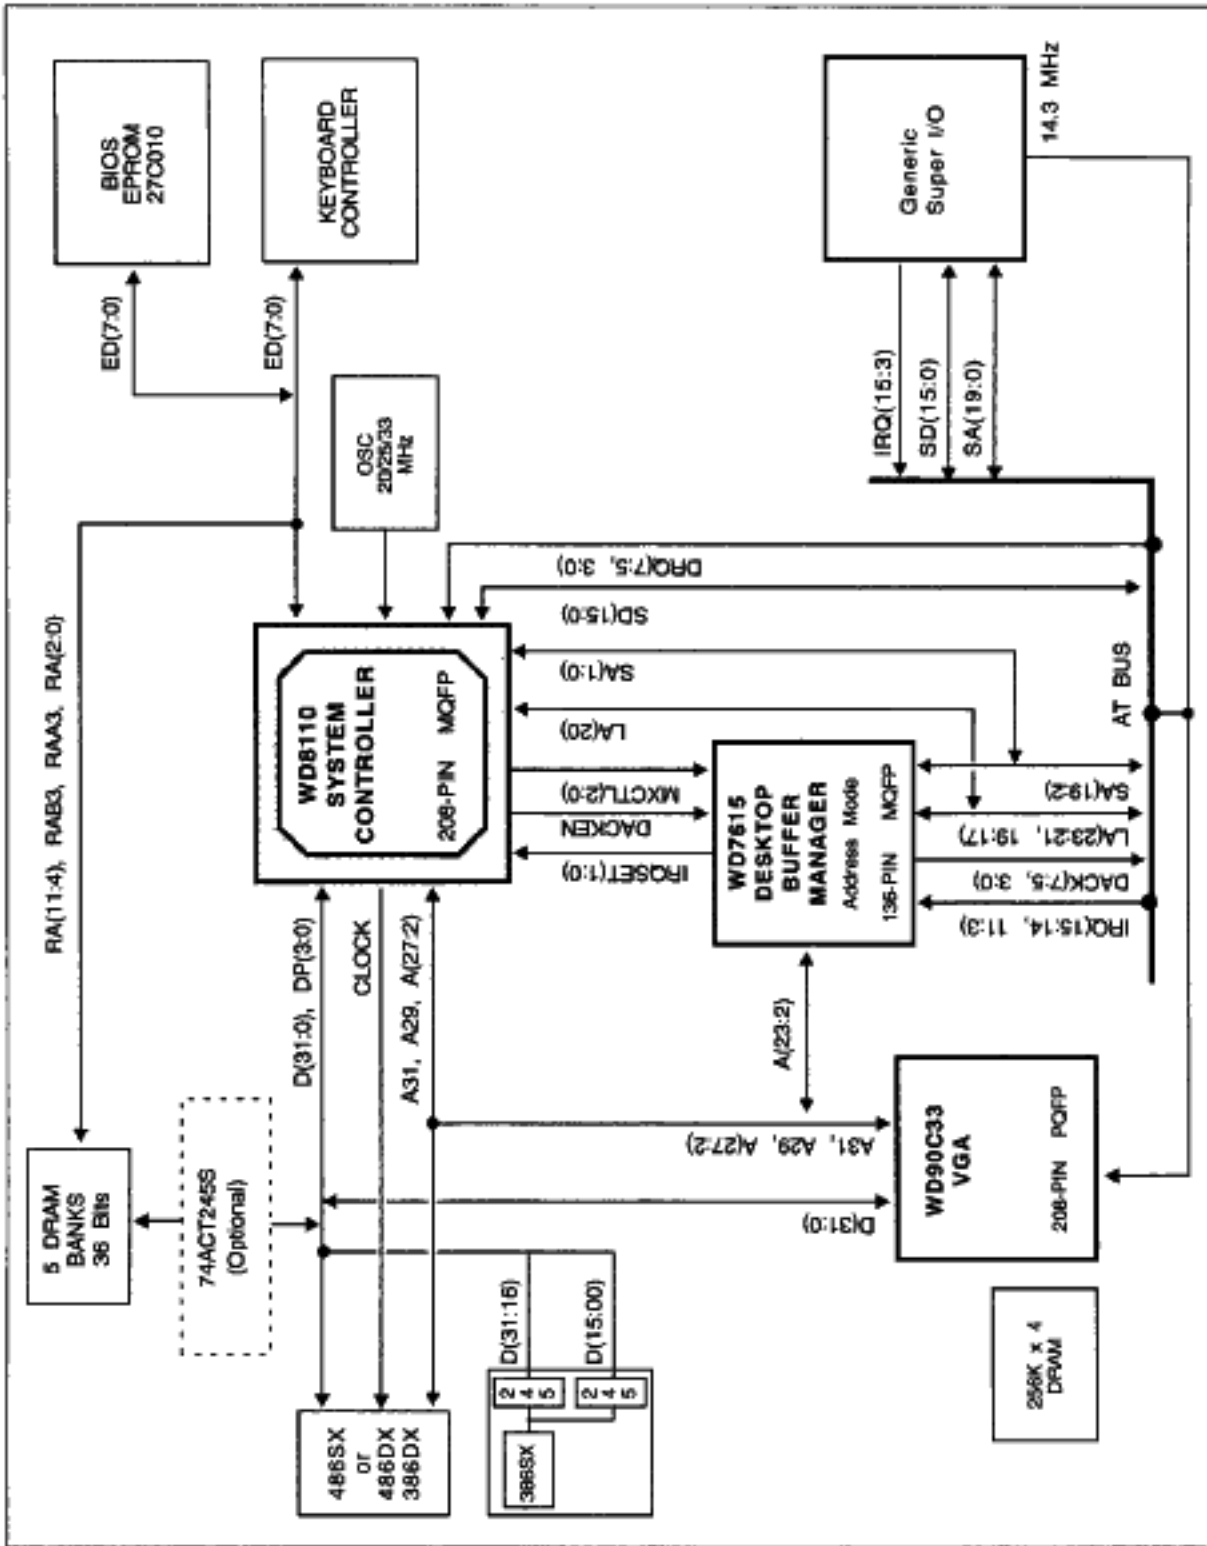 486SX
or
486DX
386DX
386SX
2 4 5
2 4 5
D(31:16)
D(15:00)
5 DRAM
BANKS
36 Bits
74ACT245S
(Optional)
RA(11:4), RAB3, RAA3, RA(2:0)
D(31:0), DP(3:0)
CLOCK
A31, A29, A(27:2)
BIOS
EPROM
27C010
ED(7:0)
KEYBOARD
CONTROLLER
ED(7:0)
OSC
20/25/33
MHz
WD8110
SYSTEM
CONTROLLER
208-PIN MQFP
DRQ(7:5, 3:0)
SD(15:0)
SA(1:0)
LA(20)
MXCTL(2:0)
DACKEN
IRQSET(1:0)
WD7615
DESKTOP
BUFFER
MANAGER
Address Mode
136-PIN MQFP
A(23:2)
A31, A29, A(27:2)
D(31:0)
SA(19:2)
LA(23:21, 19:17)
DACK(7:5, 3:0)
IRQ(15:14, 11:3)
AT BUS
WD90C33
VGA
208-PIN PQFP
256K x 4
DRAM
Generic
Super I/O
14.3 MHz
IRQ(15:3)
SD(15:0)
SA(19:0)